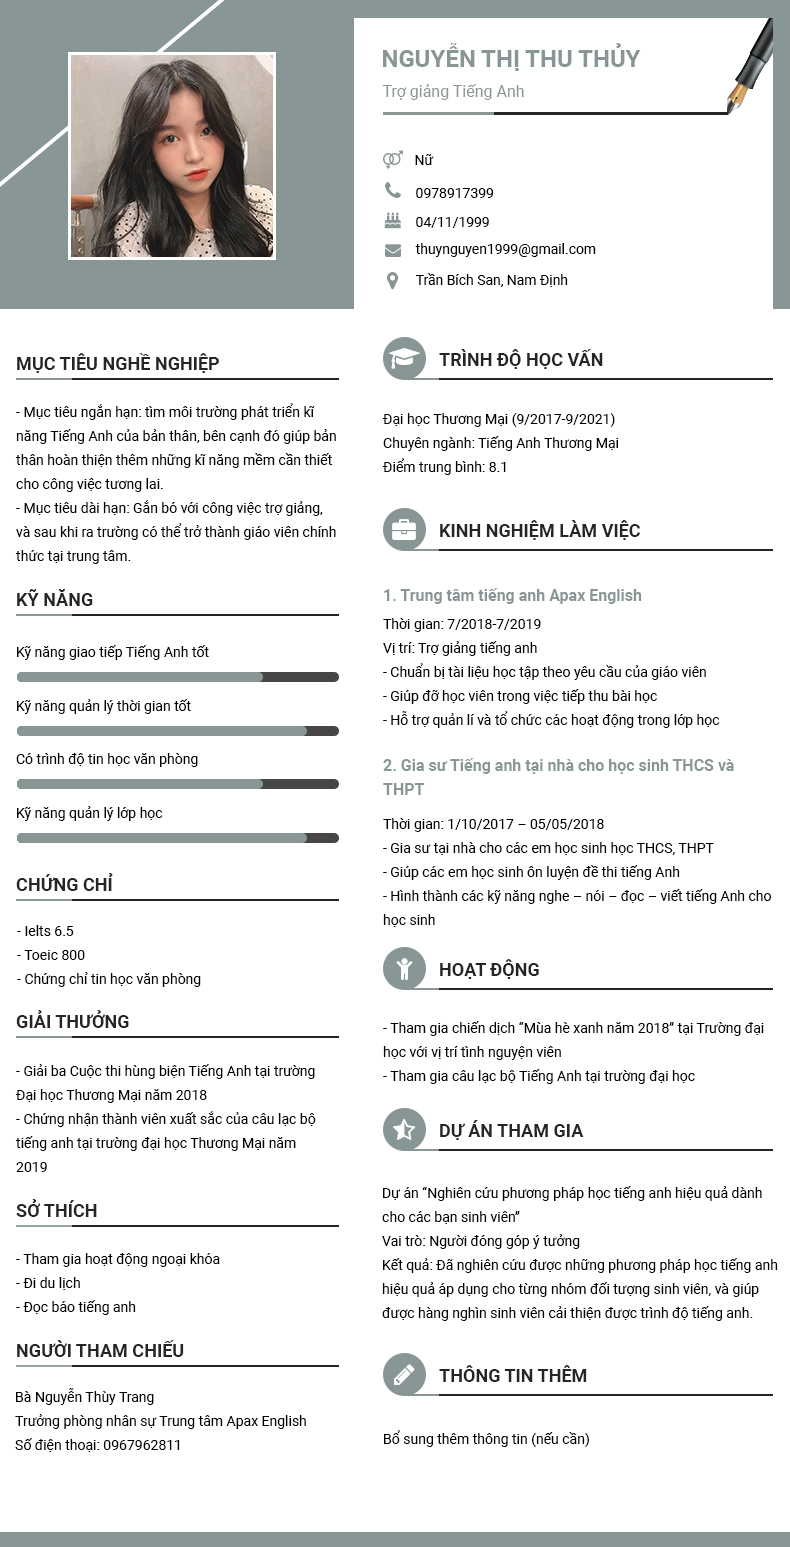 NGUYỄN THỊ THU THỦY
Trợ giảng Tiếng Anh
Nữ
0978917399
04/11/1999
thuynguyen1999@gmail.com
Trần Bích San, Nam Định
MỤC TIÊU NGHỀ NGHIỆP
- Mục tiêu ngắn hạn: tìm môi trường phát triển kĩ
năng Tiếng Anh của bản thân, bên cạnh đó giúp bản
thân hoàn thiện thêm những kĩ năng mềm cần thiết
cho công việc tương lai.
- Mục tiêu dài hạn: Gắn bó với công việc trợ giảng,
và sau khi ra trường có thể trở thành giáo viên chính
thức tại trung tâm.
KỸ NĂNG
Kỹ năng giao tiếp Tiếng Anh tốt
Kỹ năng quản lý thời gian tốt
Có trình độ tin học văn phòng
Kỹ năng quản lý lớp học
CHỨNG CHỈ
- Ielts 6.5
- Toeic 800
- Chứng chỉ tin học văn phòng
GIẢI THƯỞNG
- Giải ba Cuộc thi hùng biện Tiếng Anh tại trường
Đại học Thương Mại năm 2018
- Chứng nhận thành viên xuất sắc của câu lạc bộ
tiếng anh tại trường đại học Thương Mại năm
2019
SỞ THÍCH
- Tham gia hoạt động ngoại khóa
- Đi du lịch
- Đọc báo tiếng anh
NGƯỜI THAM CHIẾU
Bà Nguyễn Thùy Trang
Trưởng phòng nhân sự Trung tâm Apax English
Số điện thoại: 0967962811
TRÌNH ĐỘ HỌC VẤN
Đại học Thương Mại (9/2017-9/2021)
Chuyên ngành: Tiếng Anh Thương Mại
Điểm trung bình: 8.1
KINH NGHIỆM LÀM VIỆC
1. Trung tâm tiếng anh Apax English
Thời gian: 7/2018-7/2019
Vị trí: Trợ giảng tiếng anh
- Chuẩn bị tài liệu học tập theo yêu cầu của giáo viên
- Giúp đỡ học viên trong việc tiếp thu bài học
- Hỗ trợ quản lí và tổ chức các hoạt động trong lớp học
2. Gia sư Tiếng anh tại nhà cho học sinh THCS và
THPT
Thời gian: 1/10/2017 – 05/05/2018
- Gia sư tại nhà cho các em học sinh học THCS, THPT
- Giúp các em học sinh ôn luyện đề thi tiếng Anh
- Hình thành các kỹ năng nghe – nói – đọc – viết tiếng Anh cho
học sinh
HOẠT ĐỘNG
- Tham gia chiến dịch "Mùa hè xanh năm 2018" tại Trường đại
học với vị trí tình nguyện viên
- Tham gia câu lạc bộ Tiếng Anh tại trường đại học
DỰ ÁN THAM GIA
Dự án “Nghiên cứu phương pháp học tiếng anh hiệu quả dành
cho các bạn sinh viên”
Vai trò: Người đóng góp ý tưởng
Kết quả: Đã nghiên cứu được những phương pháp học tiếng anh
hiệu quả áp dụng cho từng nhóm đối tượng sinh viên, và giúp
được hàng nghìn sinh viên cải thiện được trình độ tiếng anh.
THÔNG TIN THÊM
Bổ sung thêm thông tin (nếu cần)